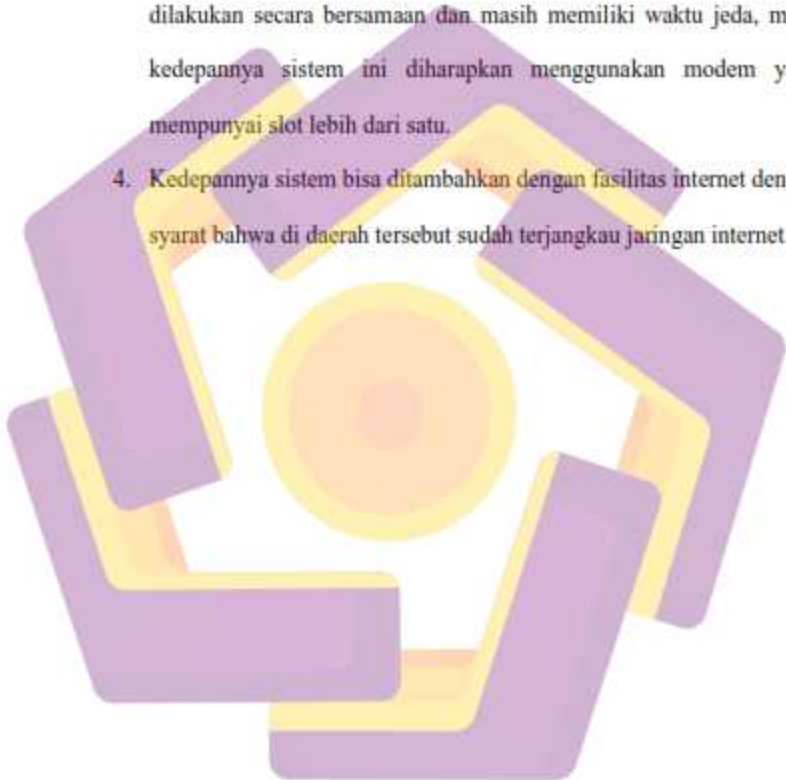 dilakukan secara bersamaan dan masih memiliki waktu jeda, m
kedepannya sistem ini diharapkan menggunakan modem y
mempunyai slot lebih dari satu.
4. Kedepannya sistem bisa ditambahkan dengan fasilitas internet den
syarat bahwa di daerah tersebut sudah terjangkau jaringan internet